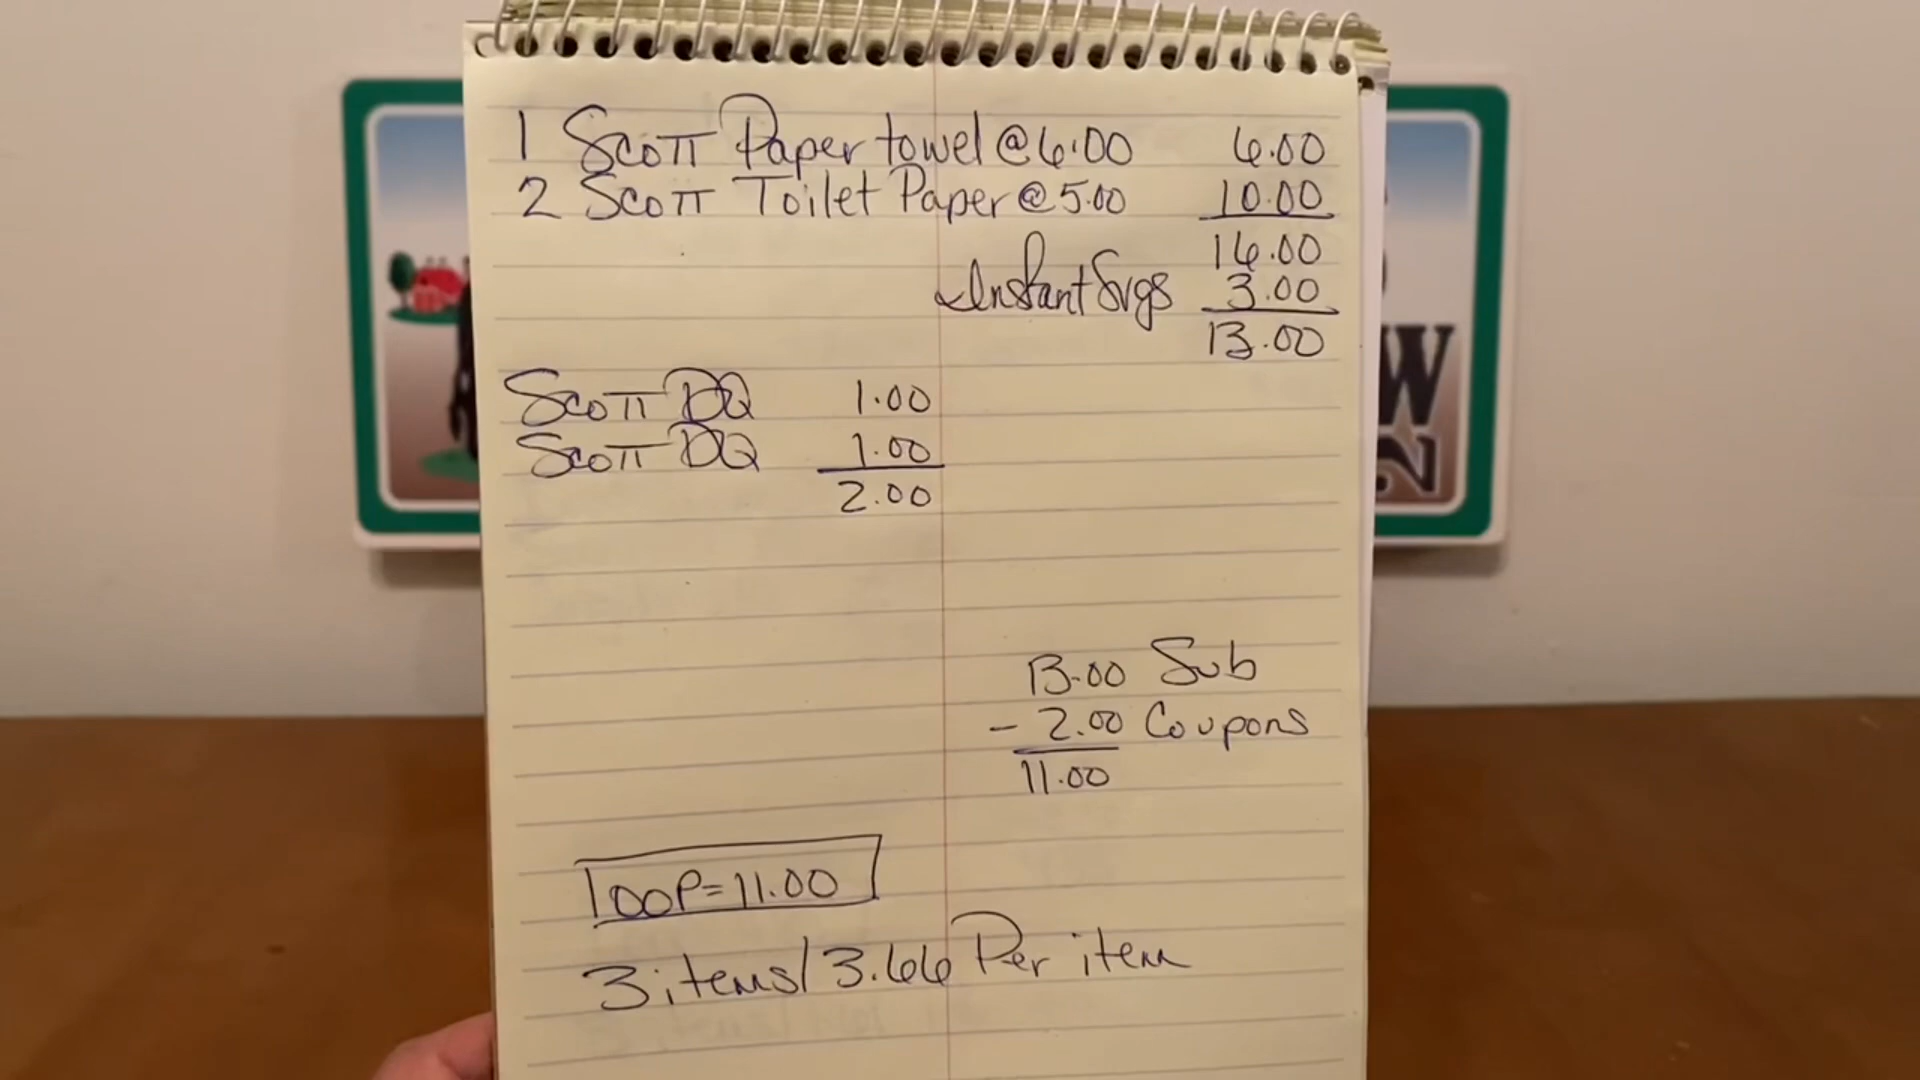 1 Scott Paper towel @ 6.00 6.00
2 Scott Toilet Paper @ 5.00 10.00
16.00
Instant Svgs 3.00
13.00
Scott DQ 1.00
Scott DQ 1.00
2.00
13.00 Sub
- 2.00 Coupons
11.00
OOP=11.00
3 items/3.66 Per item
W